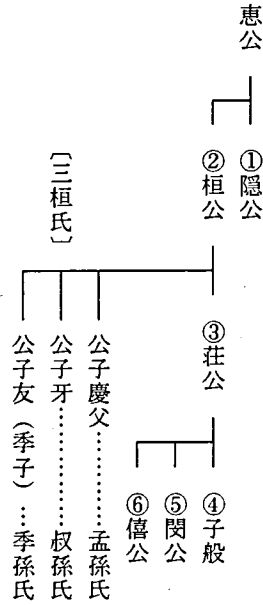 恵公
①隠公
②桓公
③荘公
④子般
⑤閔公
⑥僖公
〔三桓氏〕
公子慶父…………孟孫氏
公子牙……………叔孫氏
公子友(季子)…季孫氏